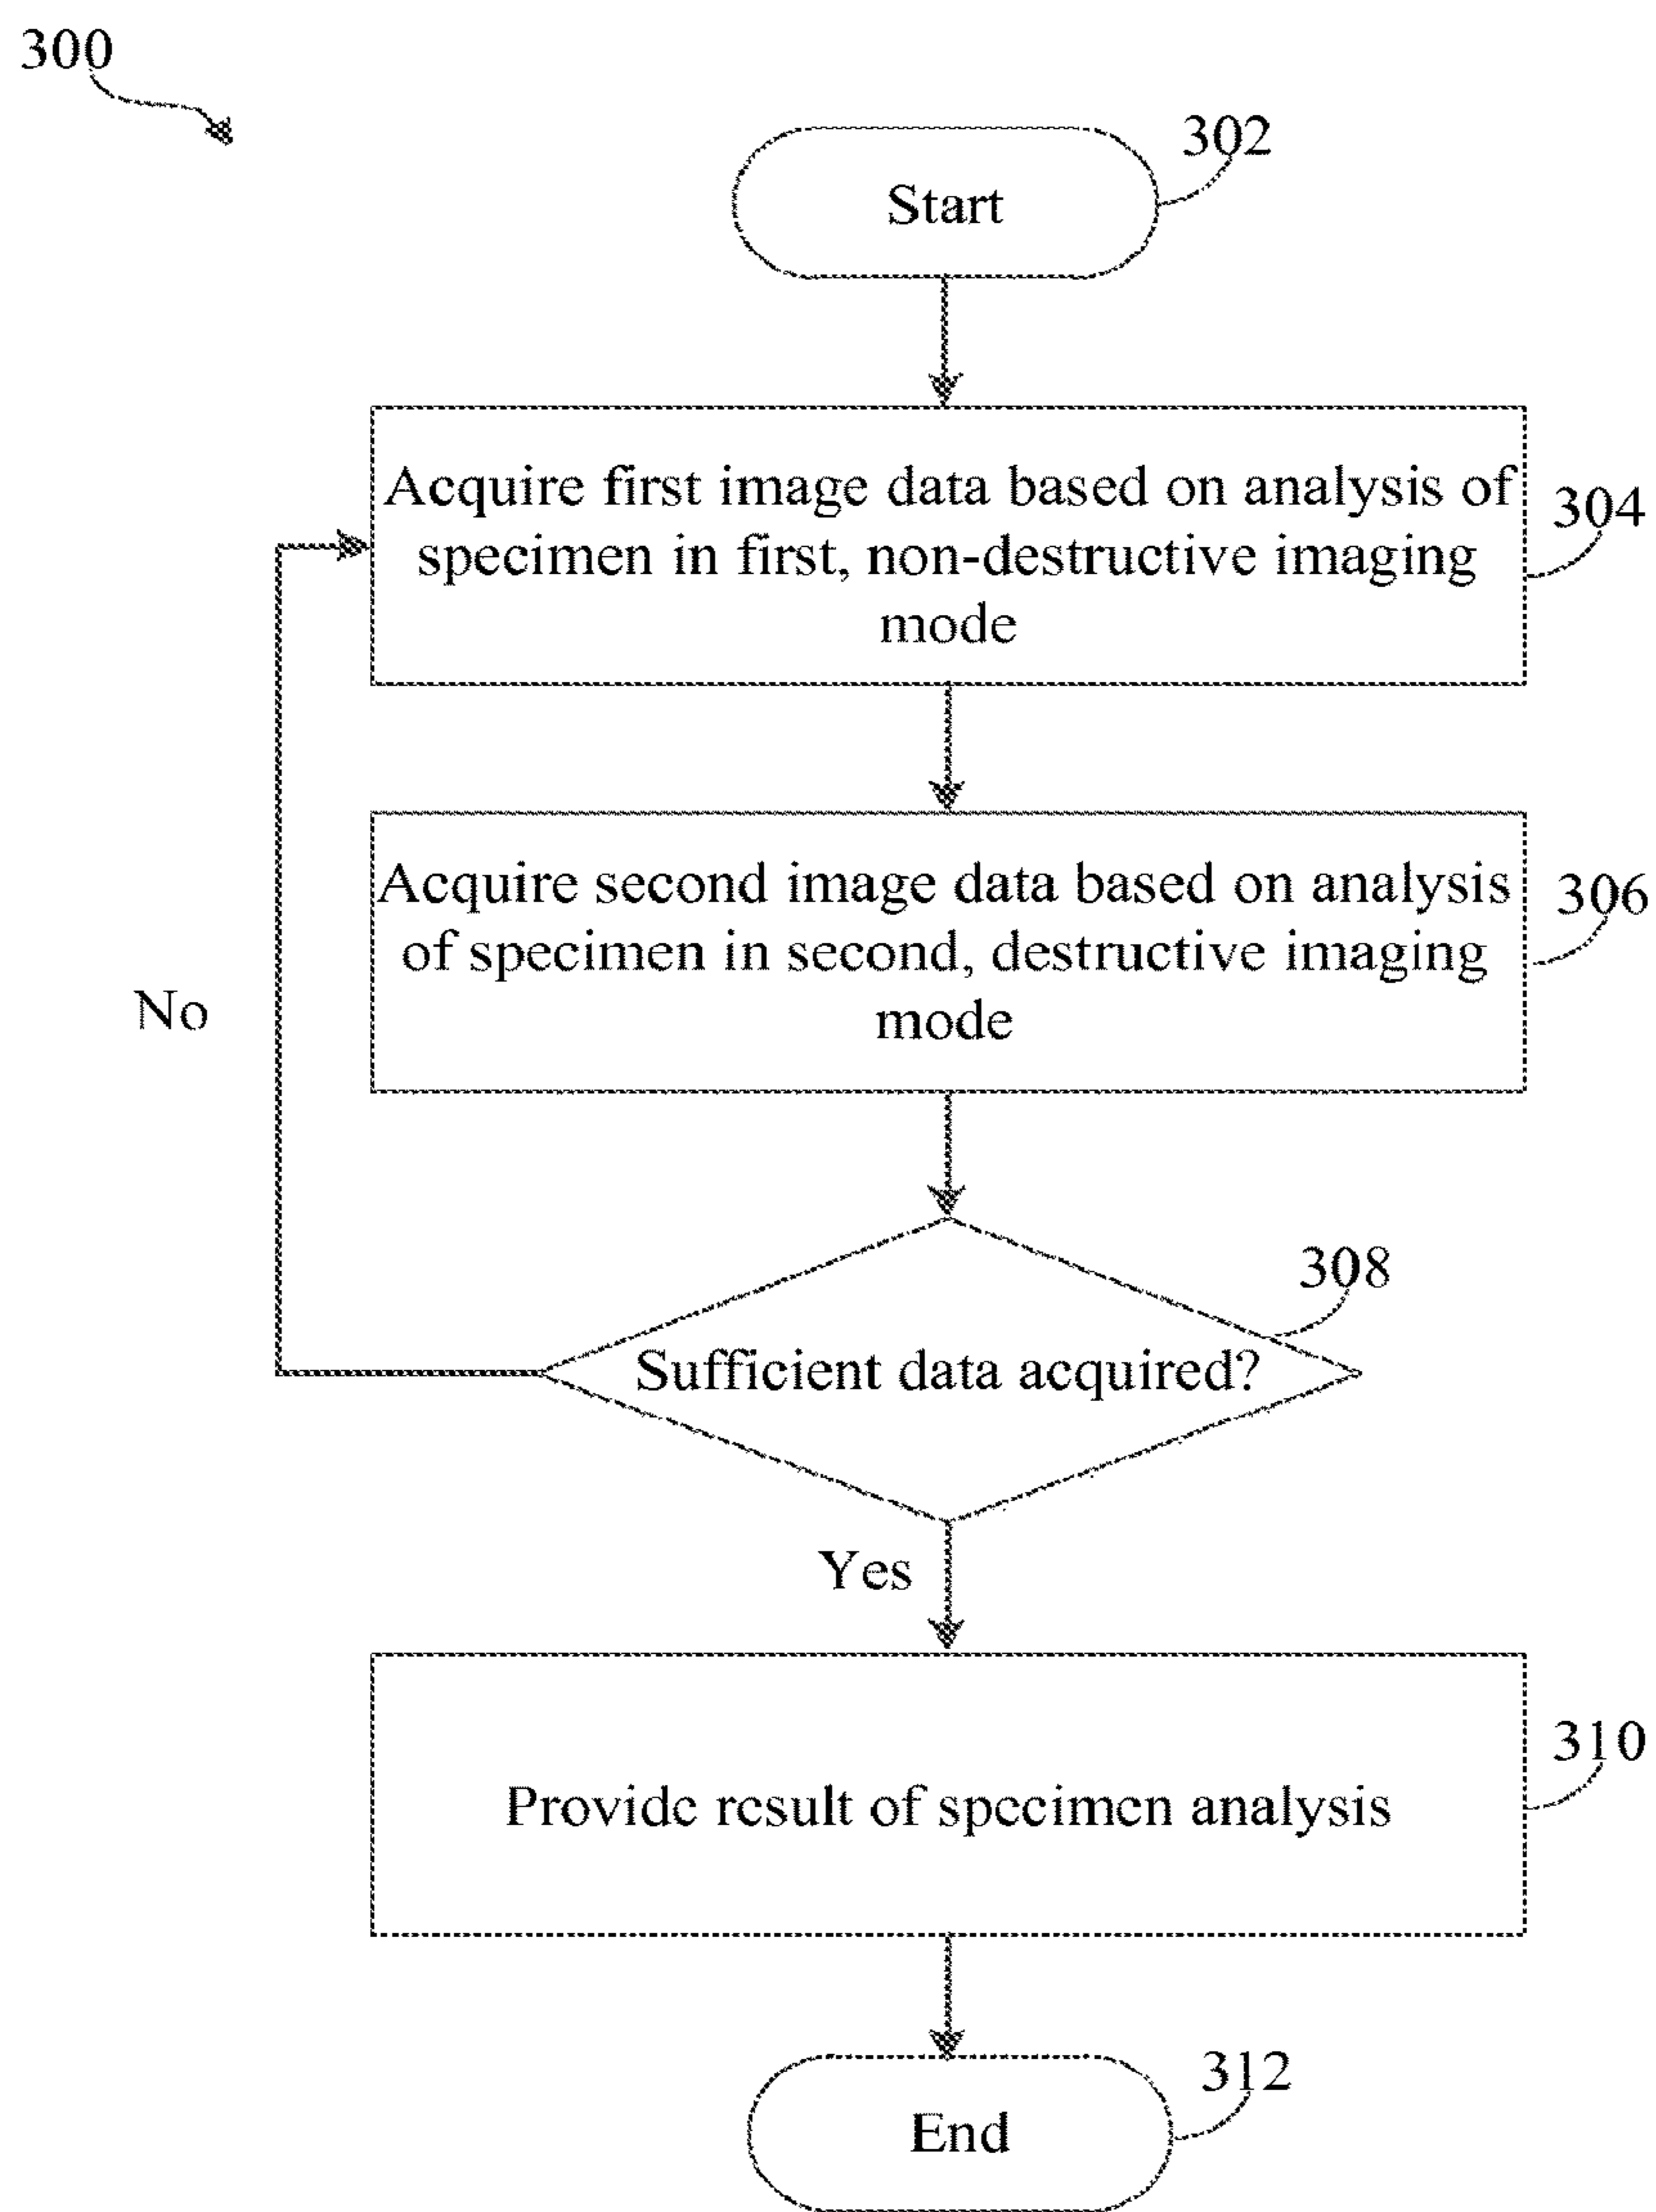 300
302
Start
Acquire first image data based on analysis of
specimen in first, non-destructive imaging
mode
304
Acquire second image data based on analysis
of specimen in second, destructive imaging
mode
306
No
308
Sufficient data acquired?
Yes
310
Provide result of specimen analysis
312
End